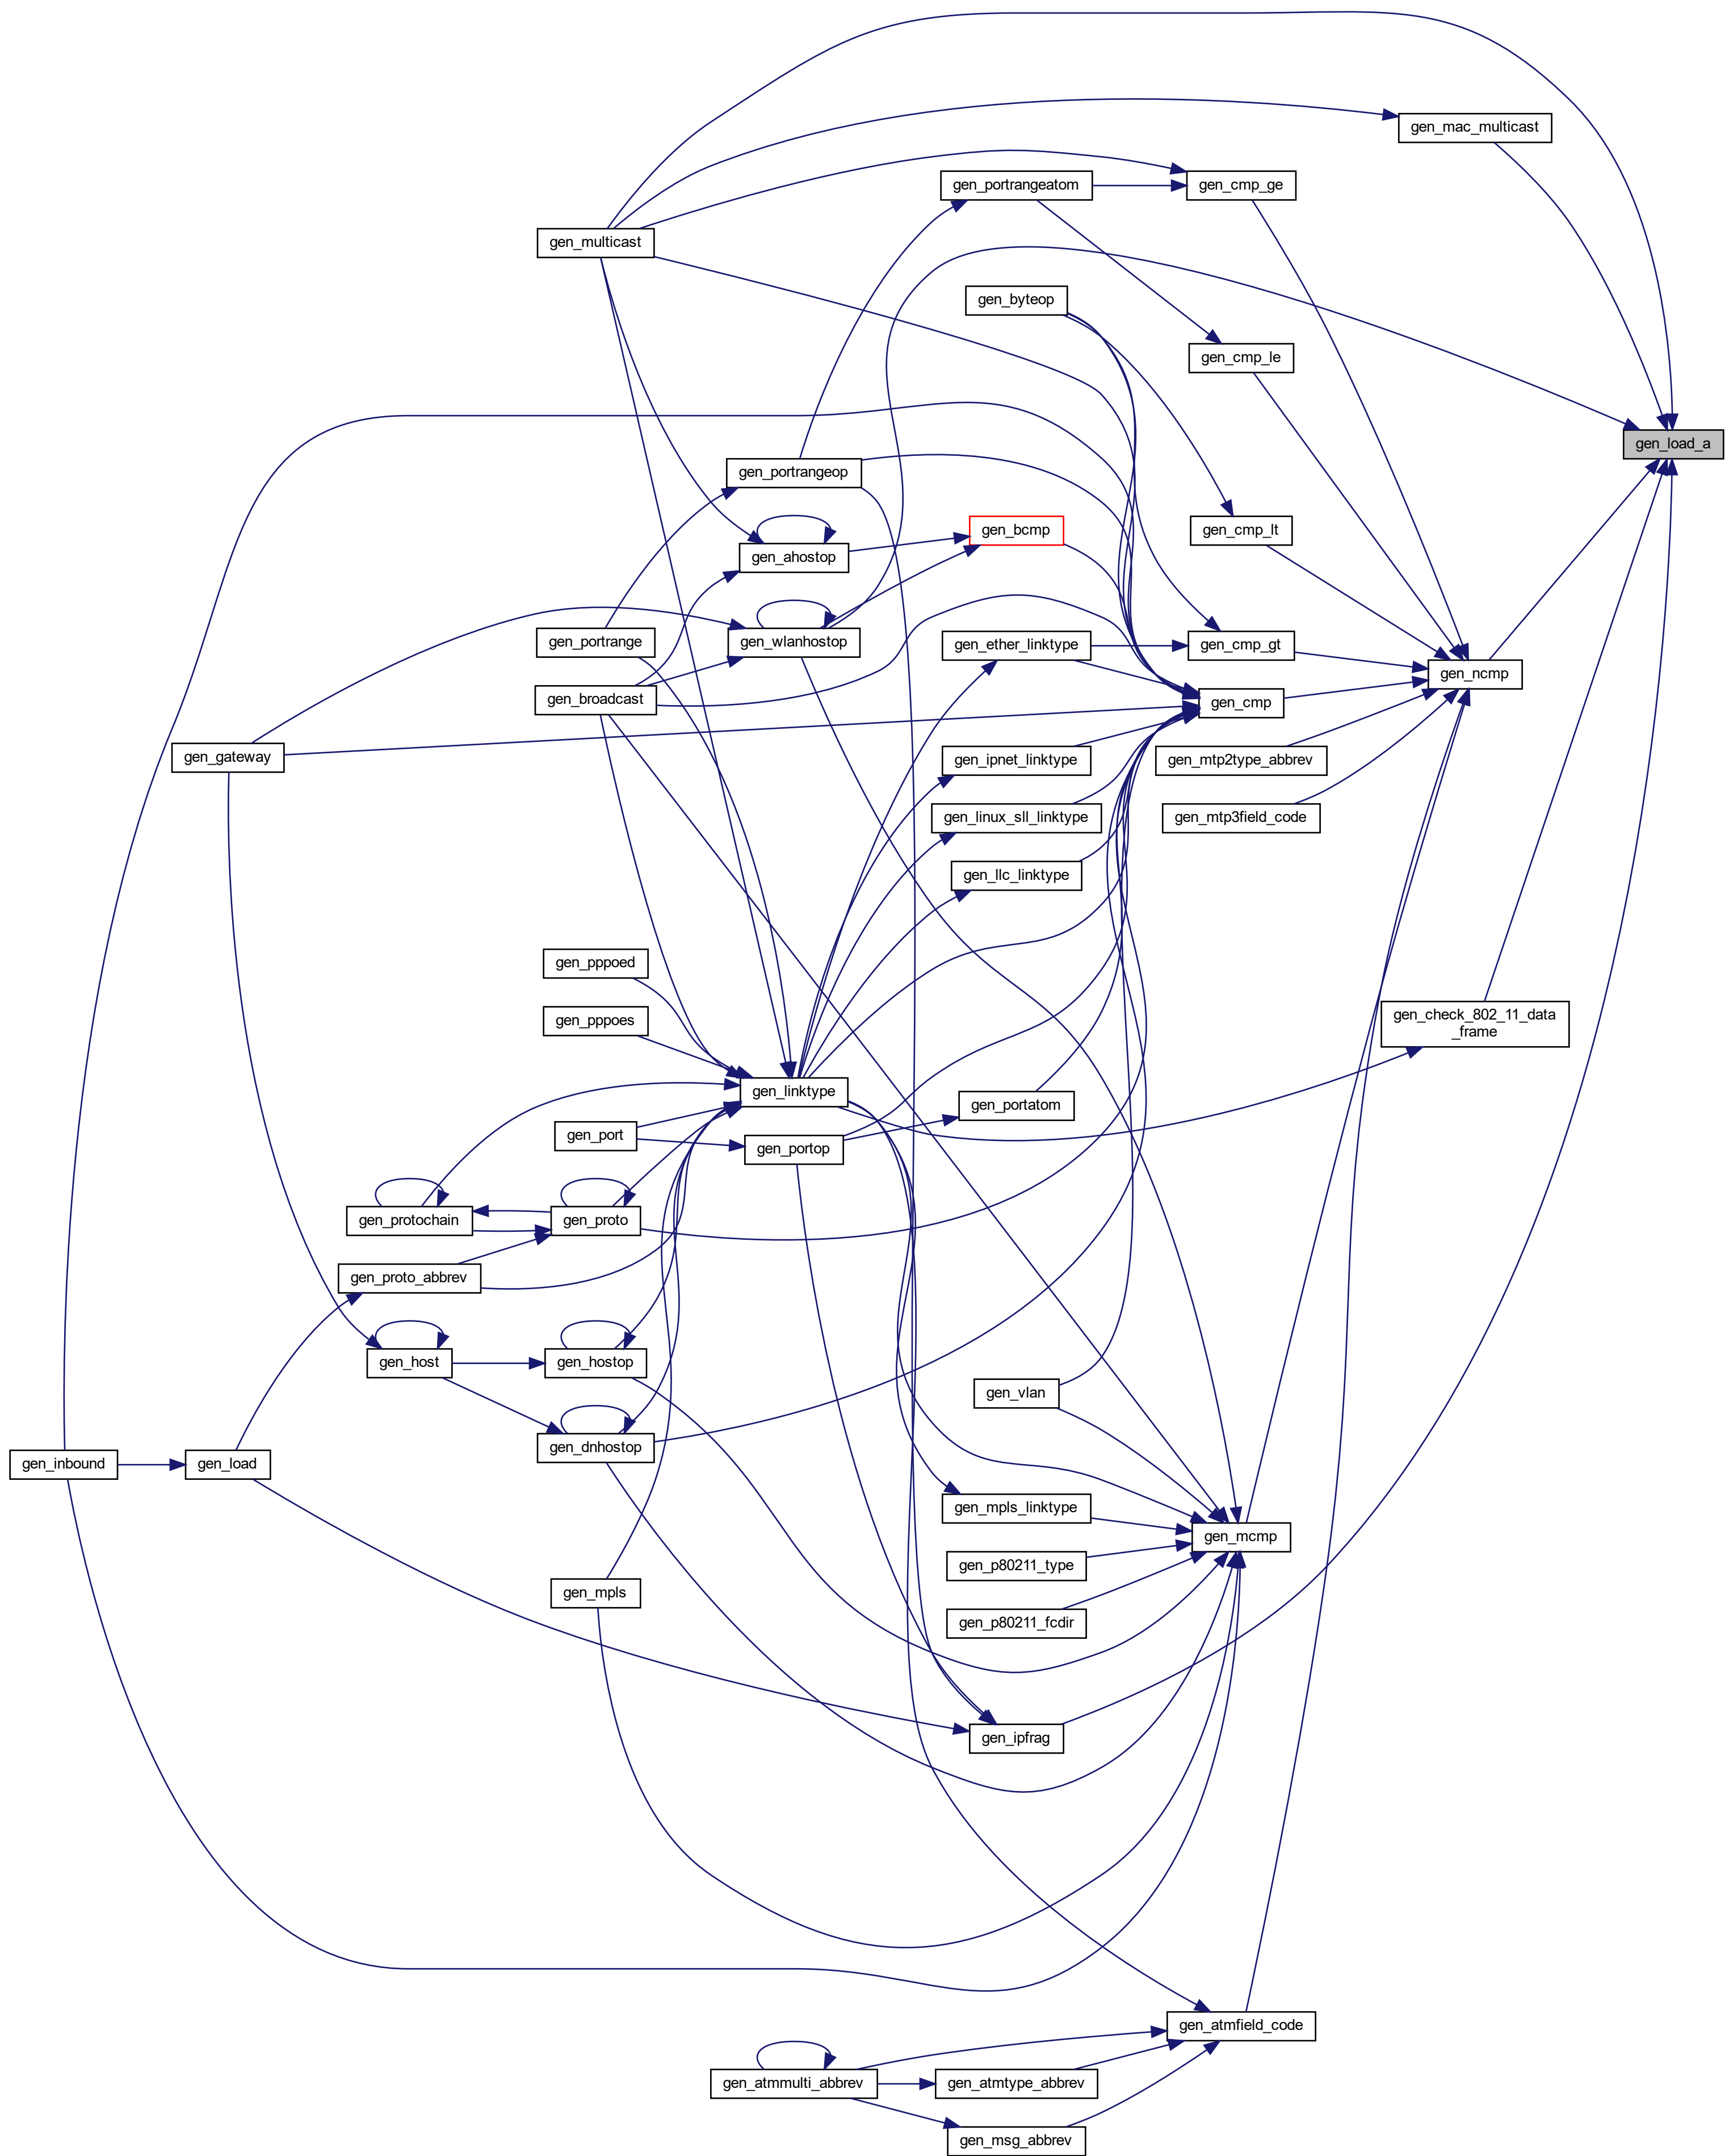 gen_mac_multicast
gen_portrangeatom
gen_cmp_ge
gen_multicast
gen_byteop
gen_cmp_le
gen_load_a
gen_portrangeop
gen_bcmp
gen_cmp_lt
gen_ahostop
gen_portrange
gen_wlanhostop
gen_ether_linktype
gen_cmp_gt
gen_ncmp
gen_broadcast
gen_cmp
gen_gateway
gen_ipnet_linktype
gen_mtp2type_abbrev
gen_linux_sll_linktype
gen_mtp3field_code
gen_llc_linktype
gen_pppoed
gen_pppoes
gen_check_802_11_data
_frame
gen_linktype
gen_portatom
gen_port
gen_portop
gen_protochain
gen_proto
gen_proto_abbrev
gen_host
gen_hostop
gen_vlan
gen_dnhostop
gen_inbound
gen_load
gen_mpls_linktype
gen_mcmp
gen_p80211_type
gen_mpls
gen_p80211_fcdir
gen_ipfrag
gen_atmfield_code
gen_atmmulti_abbrev
gen_atmtype_abbrev
gen_msg_abbrev